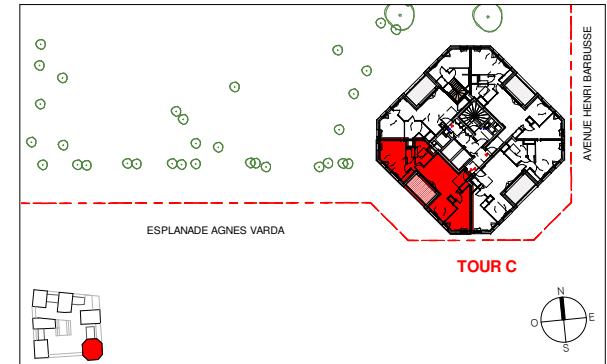 AVENUE HENRI BARBUSSE
ESPLANADE AGNES VARDA
TOUR C
N
O
E
S